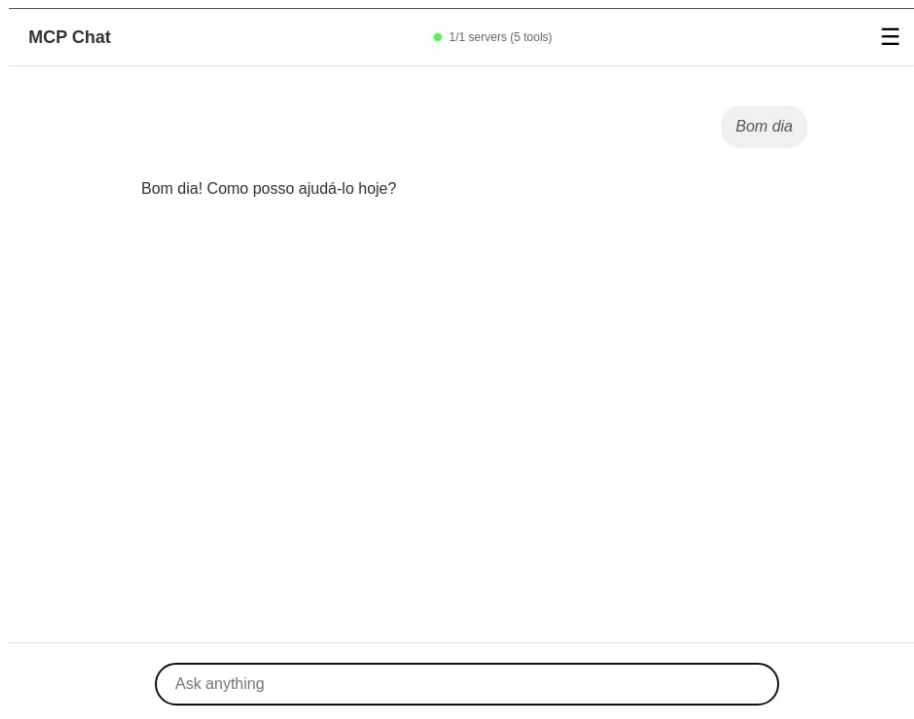 MCP Chat
1/1 servers (5 tools)
Bom dia
Bom dia! Como posso ajudá-lo hoje?
Ask anything